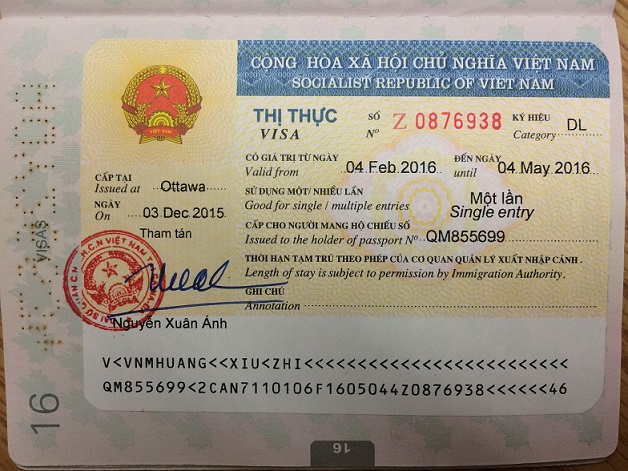 CỘNG HÒA XÃ HỘI CHỦ NGHĨA VIỆT NAM
SOCIALIST REPUBLIC OF VIET NAM
THỊ THỰC
VISA
SỐ
Nº
Z 0876938
KÝ HIỆU
Category
DL
CÓ GIÁ TRỊ TỪ NGÀY
Valid from
04 Feb 2016
ĐẾN NGÀY
until
04 May 2016
SỬ DỤNG MỘT/ NHIỀU LẦN
Good for single / multiple entries
Một lần
Single entry
CẤP CHO NGƯỜI MANG HỘ CHIẾU SỐ
Issued to the holder of passport Nº
QM855699
THỜI HẠN TẠM TRÚ THEO PHÉP CỦA CƠ QUAN QUẢN LÝ XUẤT NHẬP CẢNH
Length of stay is subject to permission by Immigration Authority.
GHI CHÚ
Annotation
CẤP TẠI
Issued at
Ottawa
NGÀY
On
03 Dec 2015
Tham tán
Nguyễn Xuân Ánh
V<VNMHUANG<XIU<ZHI<<<<<<<<<<<<<<<<<<<<<<<<<<
QM855699<2CAN7110106F1605044Z0876938<<<<<<46
VISAS
16
16